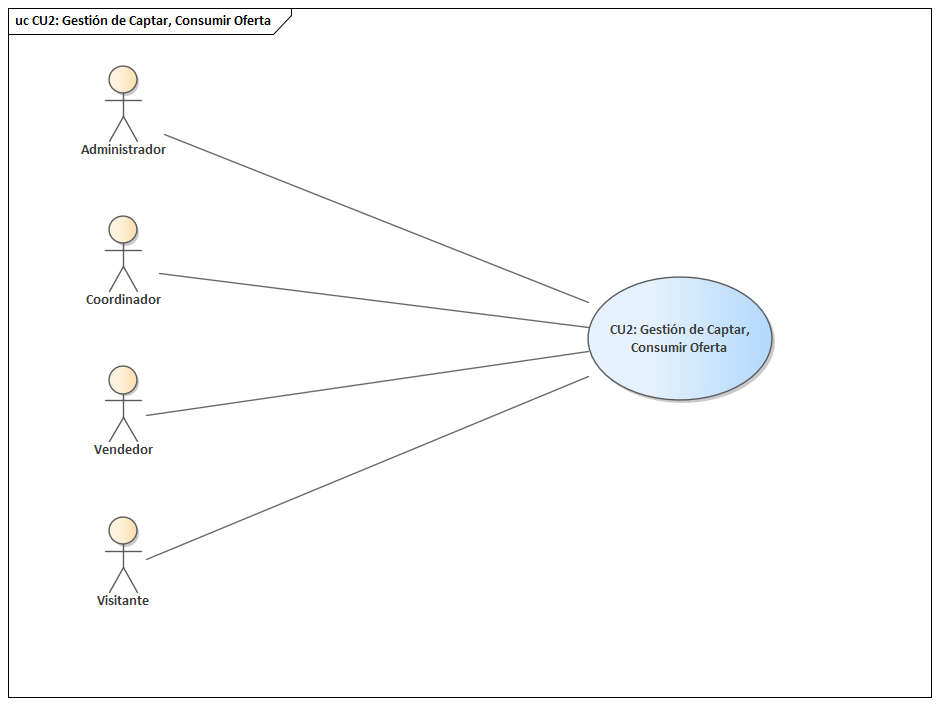 uc CU2: Gestión de Captar, Consumir Oferta
Administrador
Coordinador
CU2: Gestión de Captar,
Consumir Oferta
Vendedor
Visitante